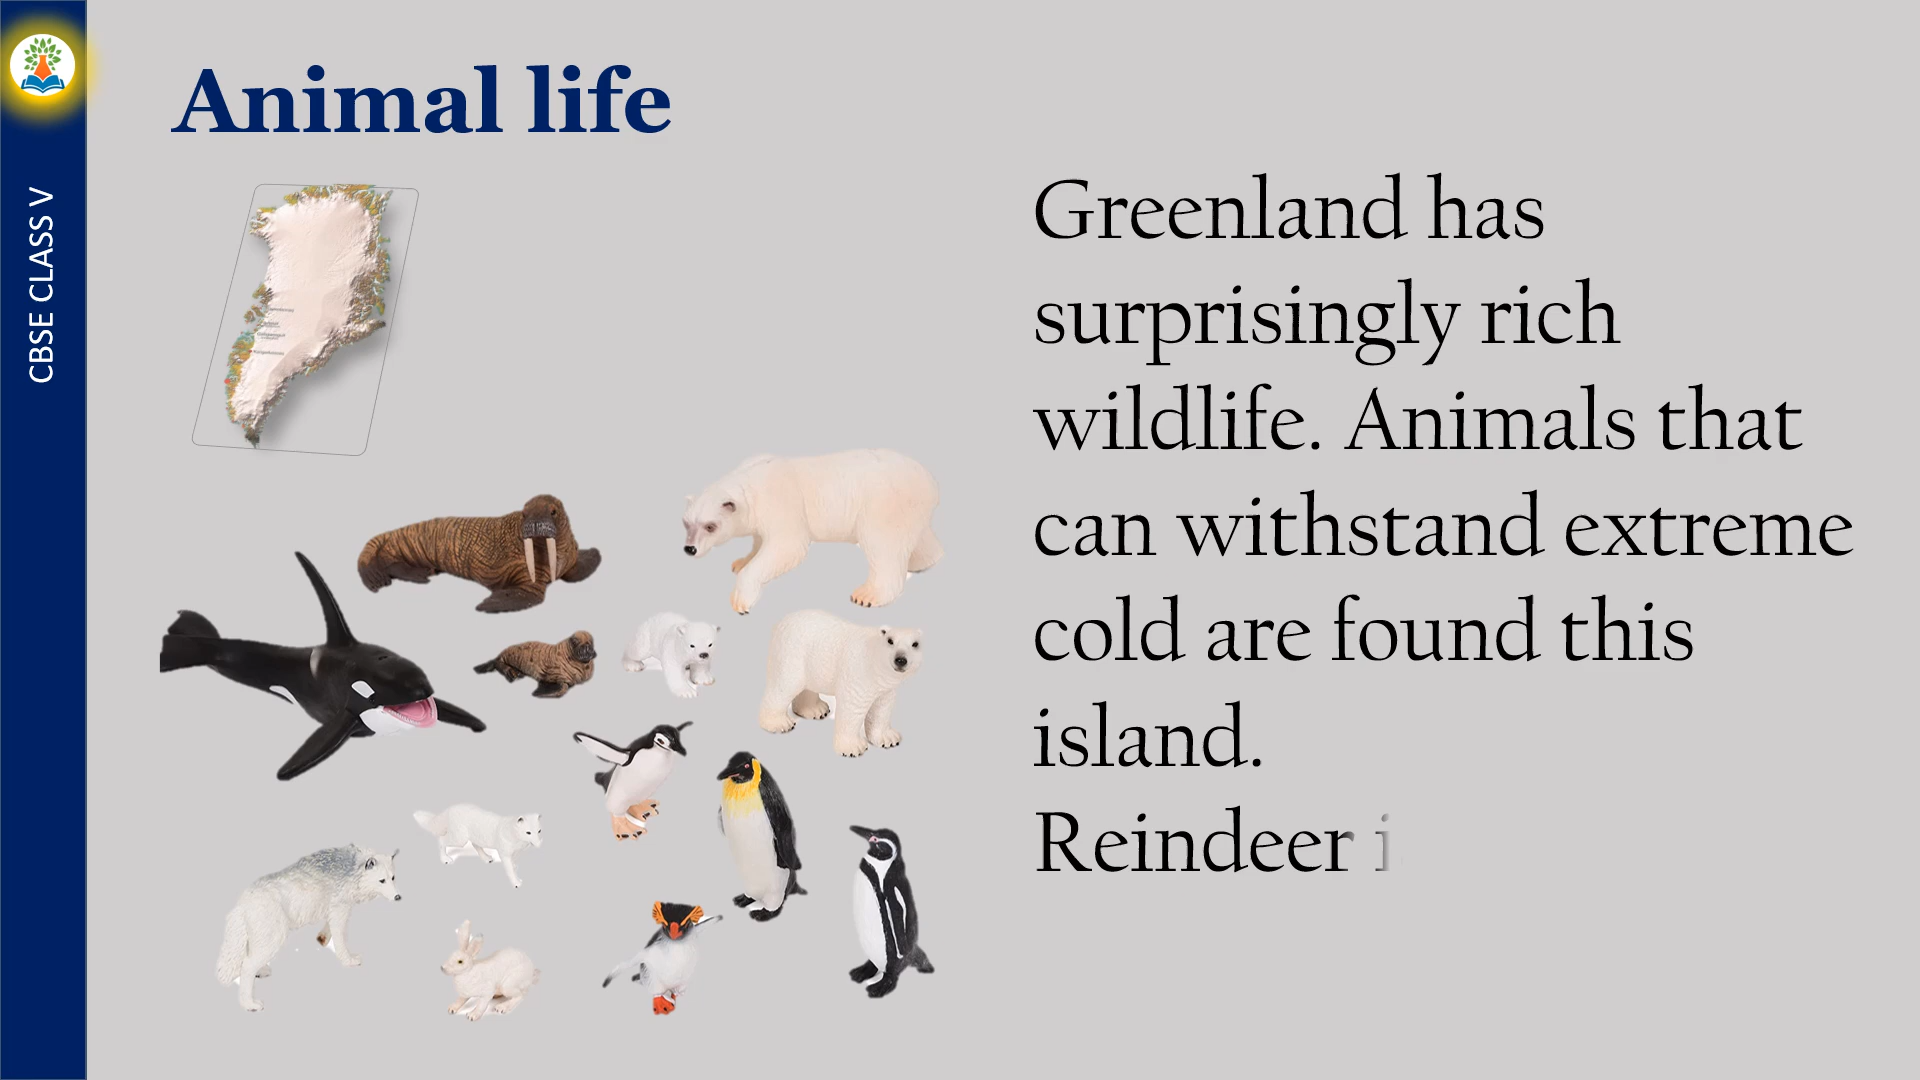 CBSE CLASS V
Animal life
Greenland has
surprisingly rich
wildlife. Animals that
can withstand extreme
cold are found this
island.
Reindeer i